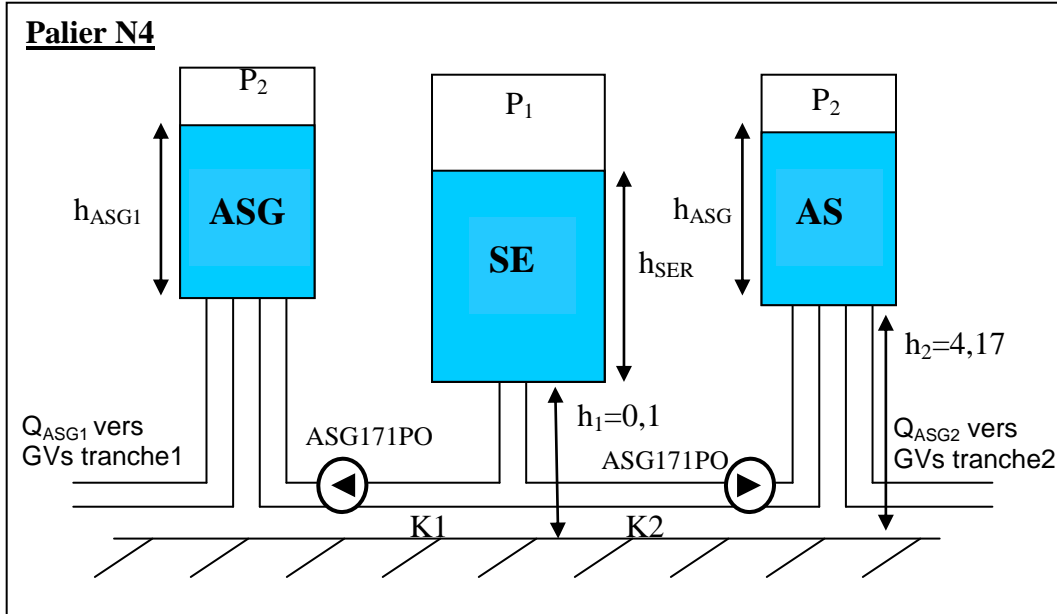 Palier N4
P2
P1
P2
hASG1
ASG
SE
hSER
hASG
AS
h2=4,17
h1=0,1
QASG1 vers
GVs tranche1
ASG171PO
ASG171PO
QASG2 vers
GVs tranche2
K1
K2